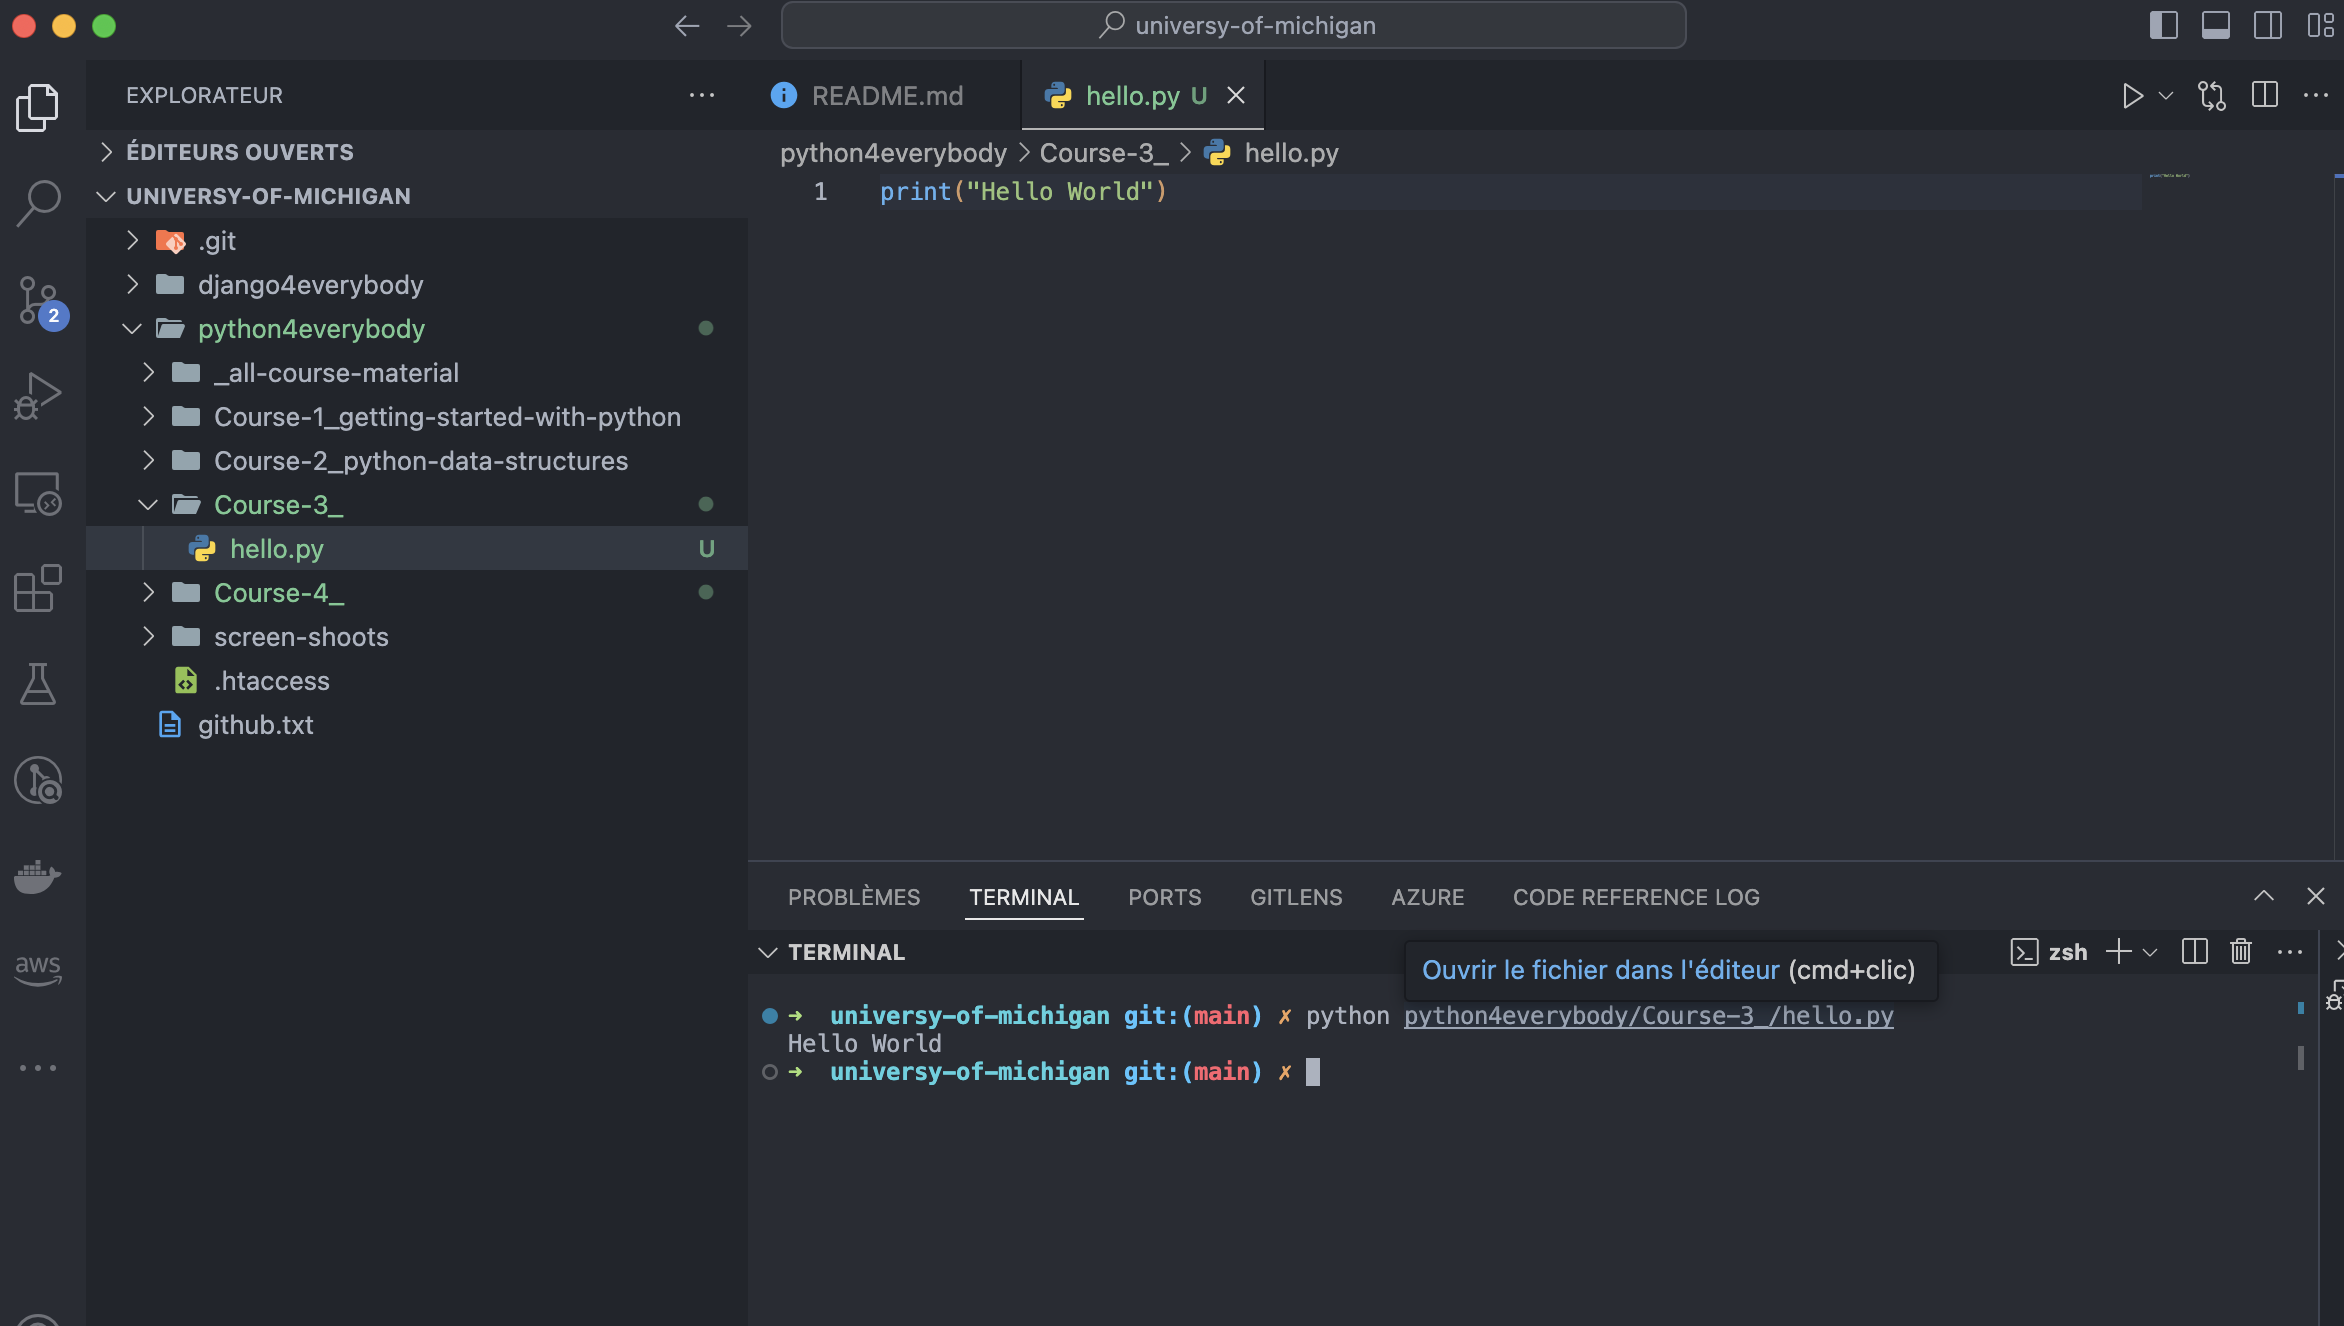 universy-of-michigan
EXPLORATEUR
ÉDITEURS OUVERTS
UNIVERSY-OF-MICHIGAN
.git
django4everybody
python4everybody
_all-course-material
Course-1_getting-started-with-python
Course-2_python-data-structures
Course-3_
hello.py U
Course-4_
screen-shoots
.htaccess
github.txt
2
aws
README.md
hello.py U
python4everybody > Course-3_ > hello.py
1 print("Hello World")
PROBLÈMES TERMINAL PORTS GITLENS AZURE CODE REFERENCE LOG
TERMINAL
zsh
Ouvrir le fichier dans l'éditeur (cmd+clic)
➜ universy-of-michigan git:(main) ✗ python python4everybody/Course-3_/hello.py
Hello World
➜ universy-of-michigan git:(main) ✗